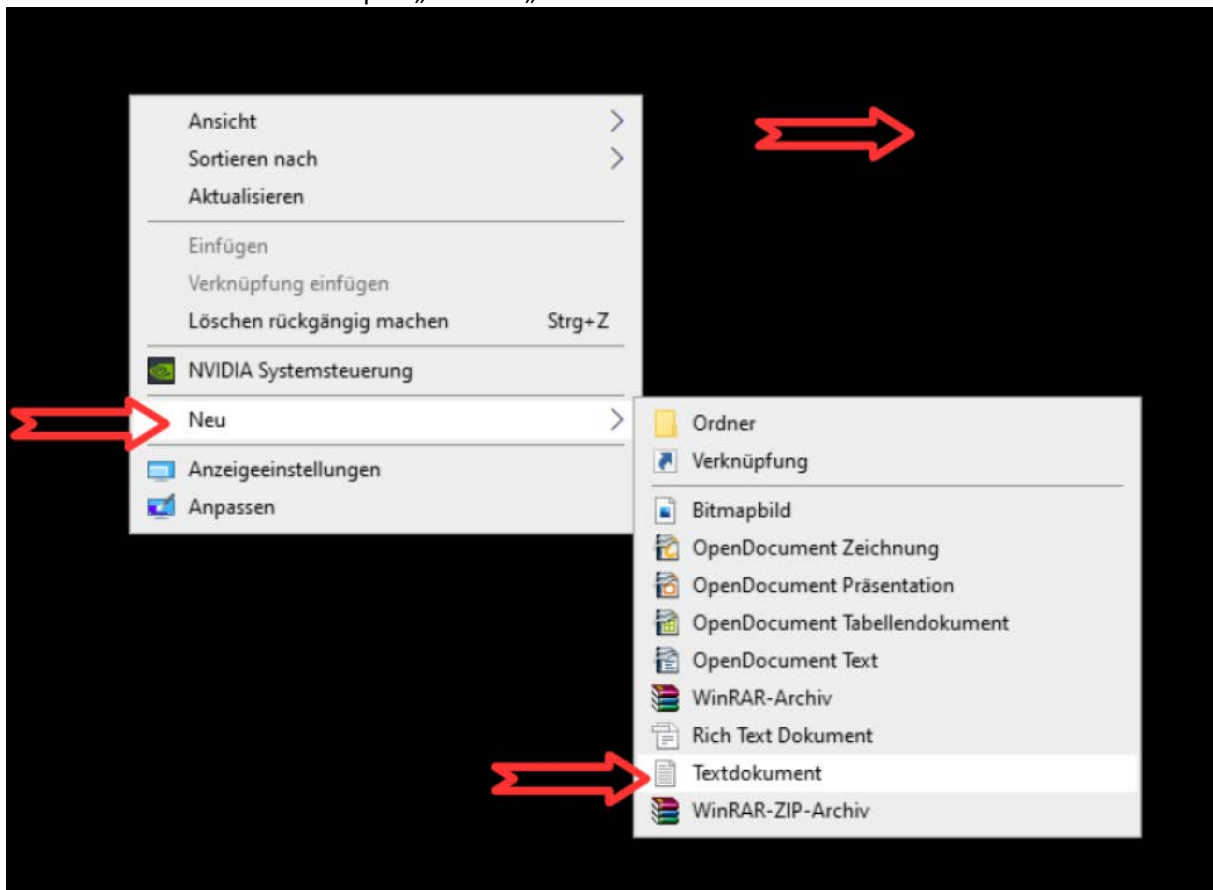 Ansicht
Sortieren nach
Aktualisieren
Einfügen
Verknüpfung einfügen
Löschen rückgängig machen Strg+Z
NVIDIA Systemsteuerung
Neu
Anzeigeeinstellungen
Anpassen
Ordner
Verknüpfung
Bitmapbild
OpenDocument Zeichnung
OpenDocument Präsentation
OpenDocument Tabellendokument
OpenDocument Text
WinRAR-Archiv
Rich Text Dokument
Textdokument
WinRAR-ZIP-Archiv